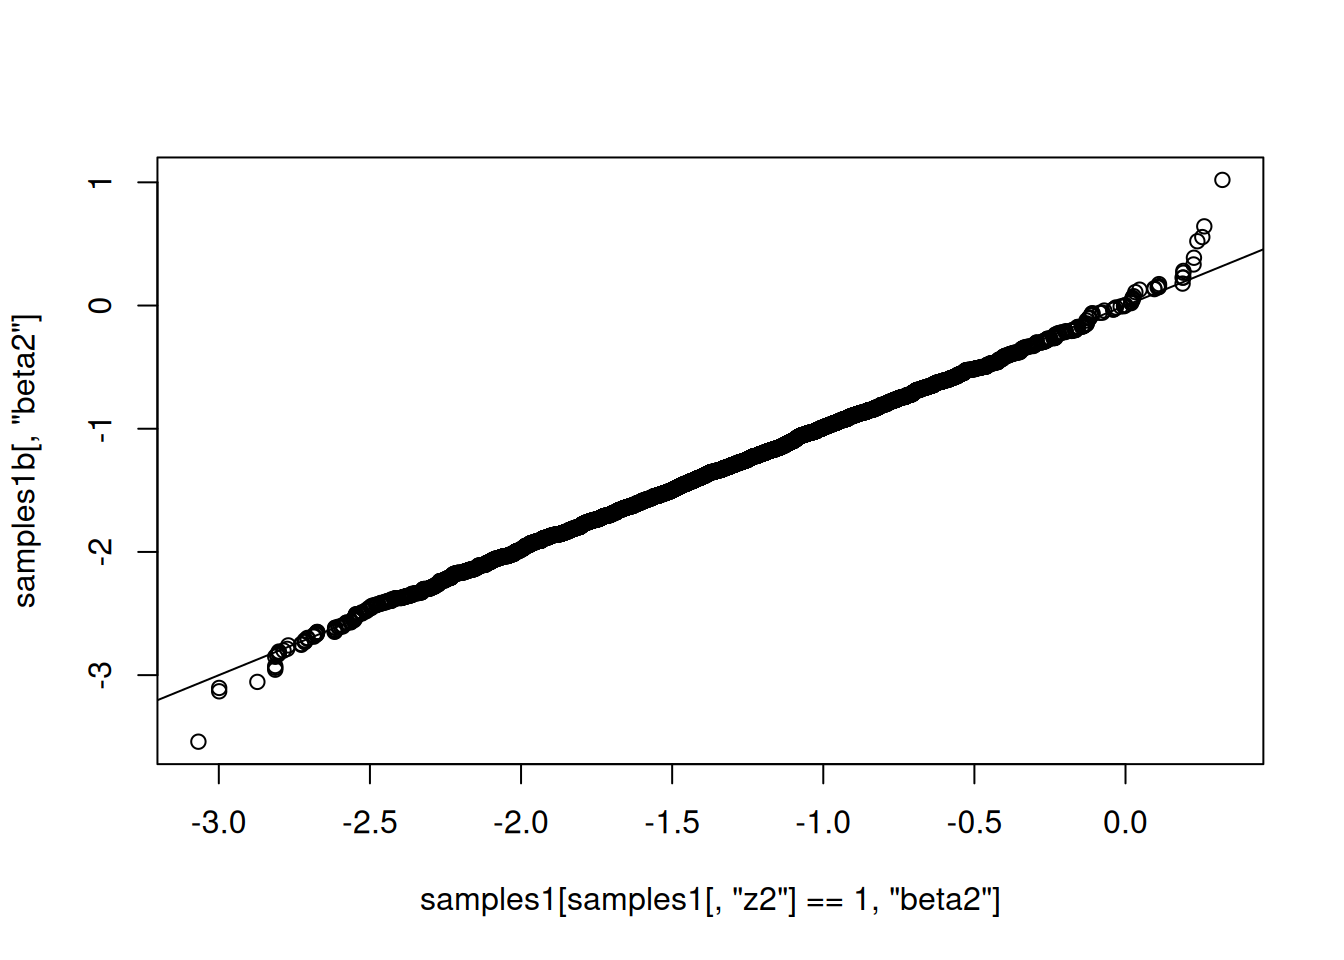 samples1b[, "beta2"]
1
0
-1
-2
-3
-3.0 -2.5 -2.0 -1.5 -1.0 -0.5 0.0
samples1[samples1[, "z2"] == 1, "beta2"]